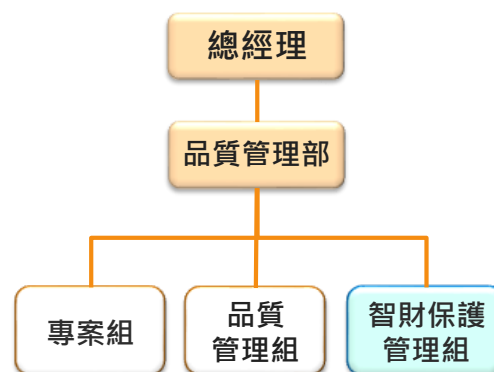 總經理
品質管理部
專案組
品質
管理組
智財保護
管理組